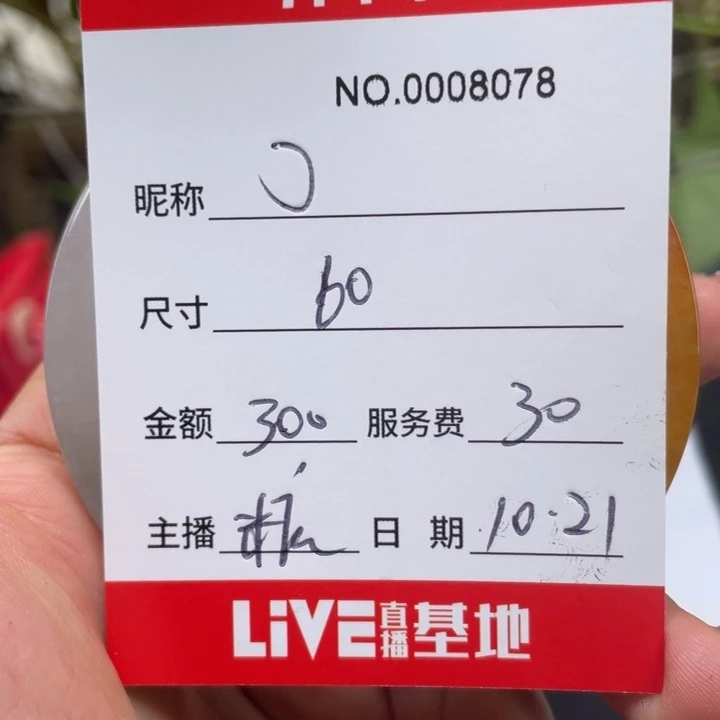 NO.0008078
昵称
尺寸 60
金额 300 服务费 30
主播 日 期 10.21
LiVE直播基地